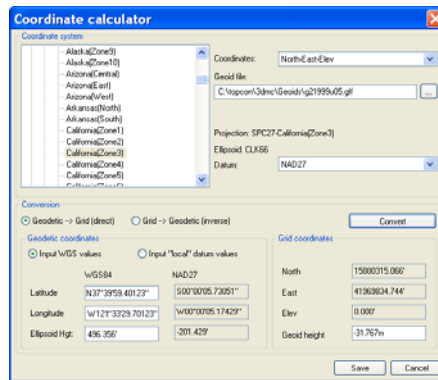 Coordinate calculator
Coordinate system
Alaska(Zone9)
Alaska(Zone10)
Arizona(Central)
Arizona(East)
Arizona(West)
Arkansas(North)
Arkansas(South)
California(Zone1)
California(Zone2)
California(Zone3)
California(Zone4)
California(Zone5)
Coordinates: North-East-Elev
Geoid file:
C:\topcon\3dmc\Geoids\g21999u05.gff ...
Projection: SPC27-California(Zone3)
Ellipsoid: CLK66
Datum: NAD27
Conversion
Geodetic -> Grid (direct) Grid -> Geodetic (inverse) Convert
Geodetic coordinates
Input WGS values Input "local" datum values
WGS84 NAD27
Latitude N37°39'59.40123" S00°00'05.73051"
Longitude W121°33'29.70123" W00°00'05.17429"
Ellipsoid Hgt: 496.356' -201.429'
Grid coordinates
North 15880315.066'
East 41963834.744'
Elev 0.000'
Geoid height -31.767m
Save Cancel